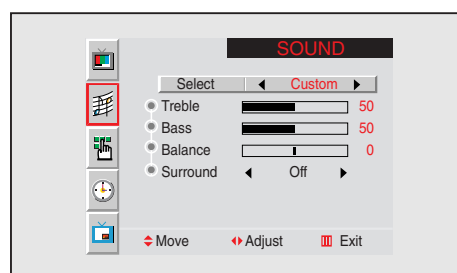 SOUND
Select Custom
Treble 50
Bass 50
Balance 0
Surround Off
Move Adjust Exit